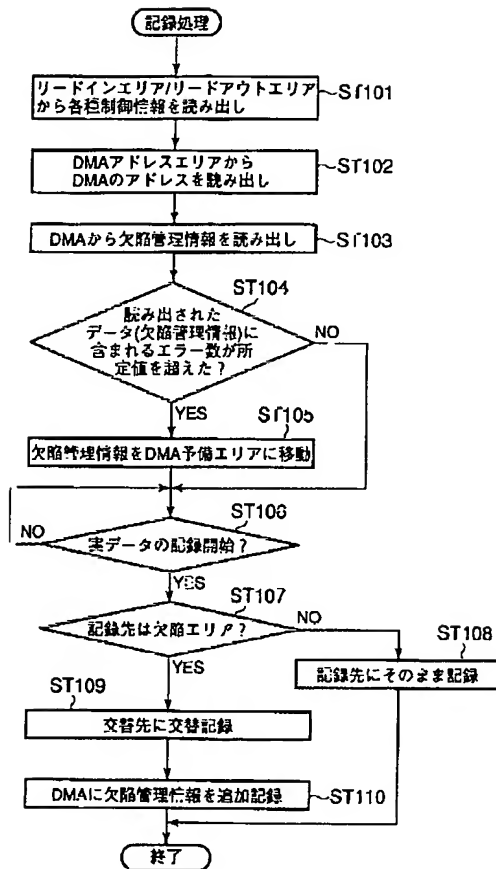 記録処理
リードインエリア/リードアウトエリア
から各種制御情報を読み出し
ST101
DMAアドレスエリアから
DMAのアドレスを読み出し
ST102
DMAから欠陥管理情報を読み出し
ST103
ST104
読み出された
データ(欠陥管理情報)に
含まれるエラー数が所
定値を超えた?
NO
YES
ST105
欠陥管理情報をDMA予備エリアに移動
ST106
NO
実データの記録開始?
YES
ST107
記録先は欠陥エリア?
NO
YES
ST108
記録先にそのまま記録
ST109
交替先に交替記録
DMAに欠陥管理情報を追加記録
ST110
終了